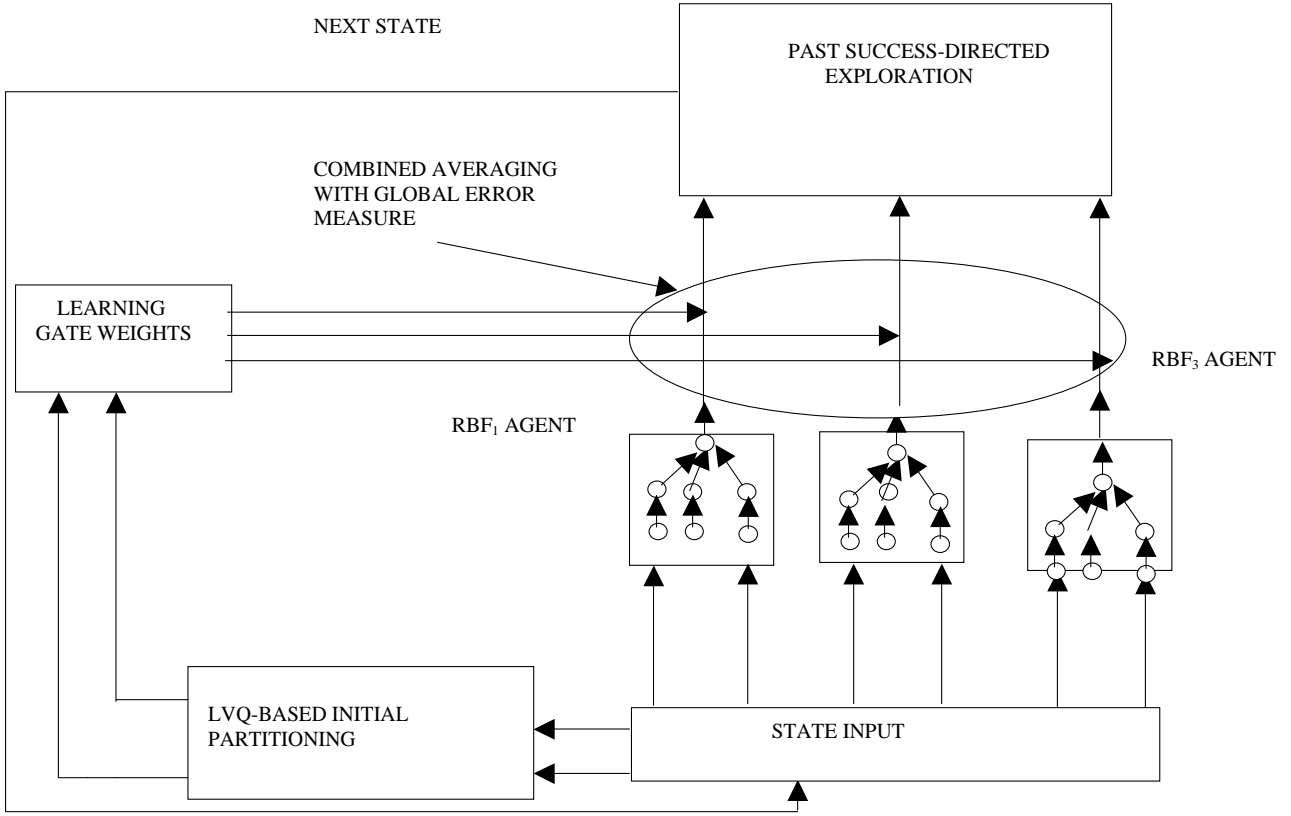 NEXT STATE
PAST SUCCESS-DIRECTED
EXPLORATION
COMBINED AVERAGING
WITH GLOBAL ERROR
MEASURE
LEARNING
GATE WEIGHTS
RBF₃ AGENT
RBF₁ AGENT
LVQ-BASED INITIAL
PARTITIONING
STATE INPUT